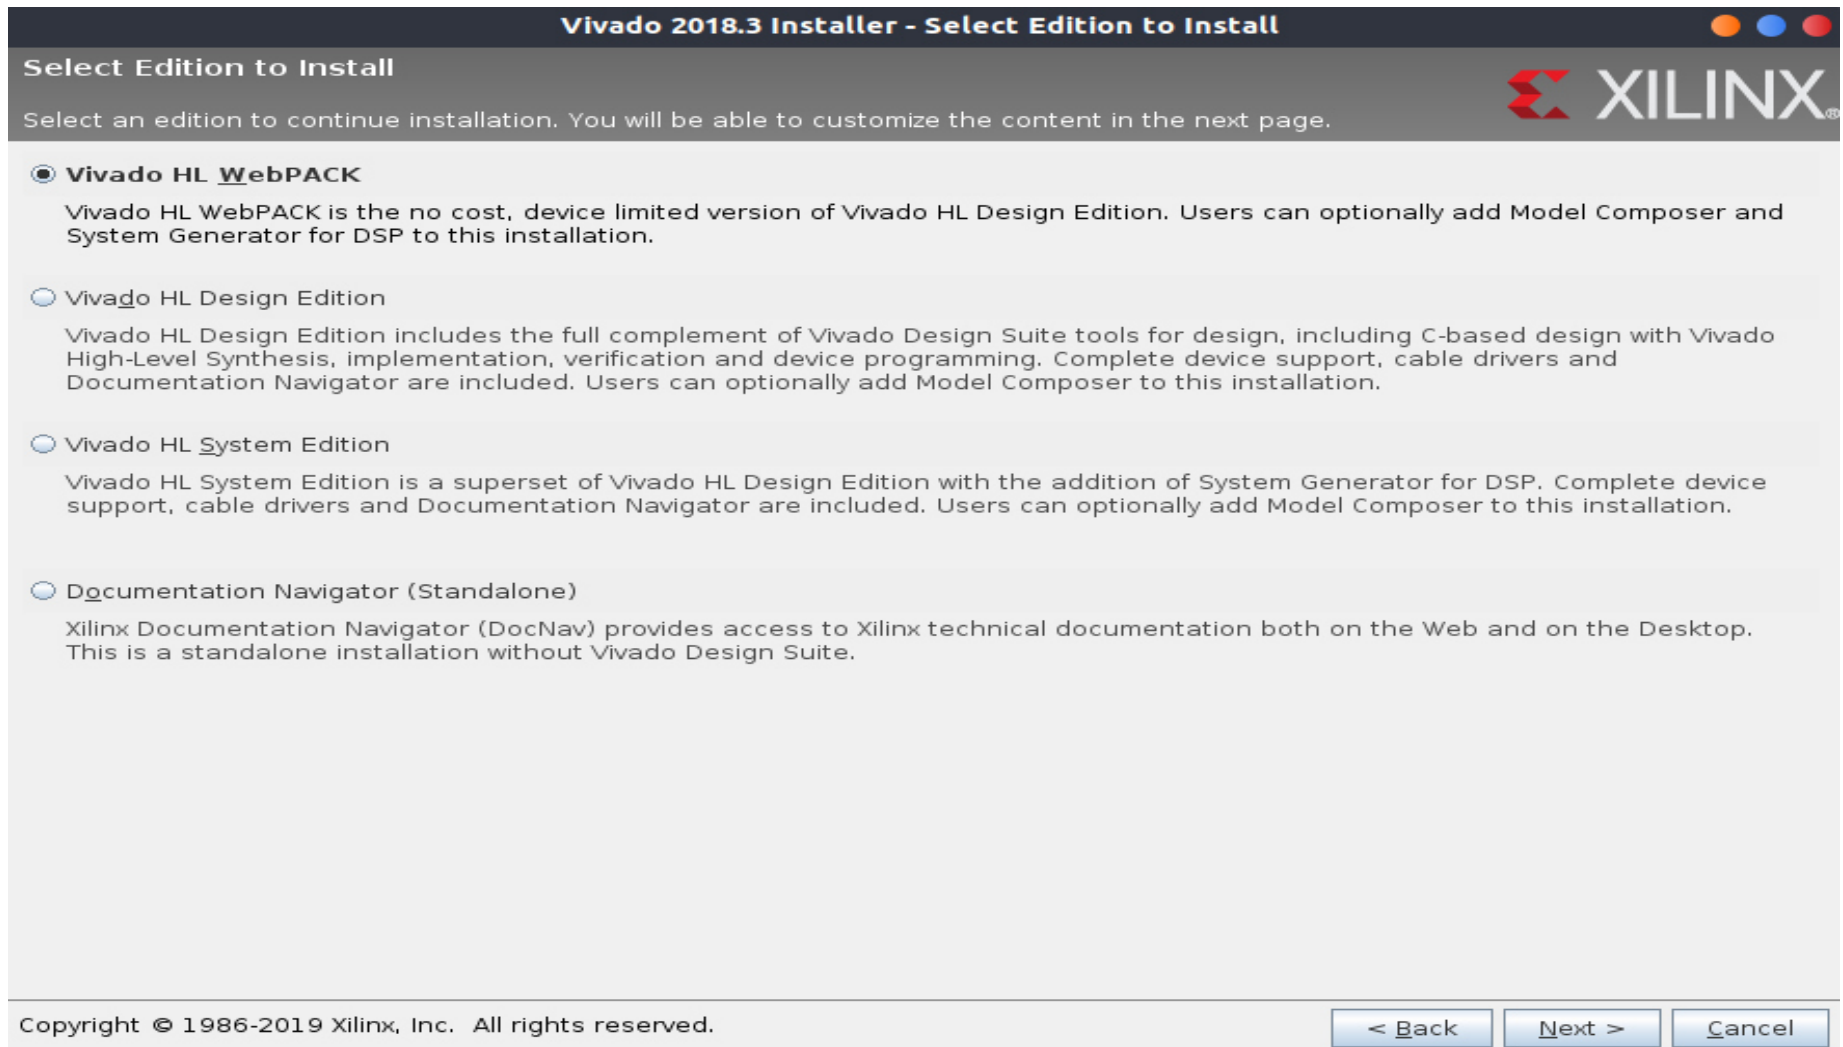 Vivado 2018.3 Installer - Select Edition to Install
Select Edition to Install
XILINX®
Select an edition to continue installation. You will be able to customize the content in the next page.
Vivado HL WebPACK
Vivado HL WebPACK is the no cost, device limited version of Vivado HL Design Edition. Users can optionally add Model Composer and
System Generator for DSP to this installation.
Vivado HL Design Edition
Vivado HL Design Edition includes the full complement of Vivado Design Suite tools for design, including C-based design with Vivado
High-Level Synthesis, implementation, verification and device programming. Complete device support, cable drivers and
Documentation Navigator are included. Users can optionally add Model Composer to this installation.
Vivado HL System Edition
Vivado HL System Edition is a superset of Vivado HL Design Edition with the addition of System Generator for DSP. Complete device
support, cable drivers and Documentation Navigator are included. Users can optionally add Model Composer to this installation.
Documentation Navigator (Standalone)
Xilinx Documentation Navigator (DocNav) provides access to Xilinx technical documentation both on the Web and on the Desktop.
This is a standalone installation without Vivado Design Suite.
Copyright © 1986-2019 Xilinx, Inc. All rights reserved.
< Back
Next >
Cancel